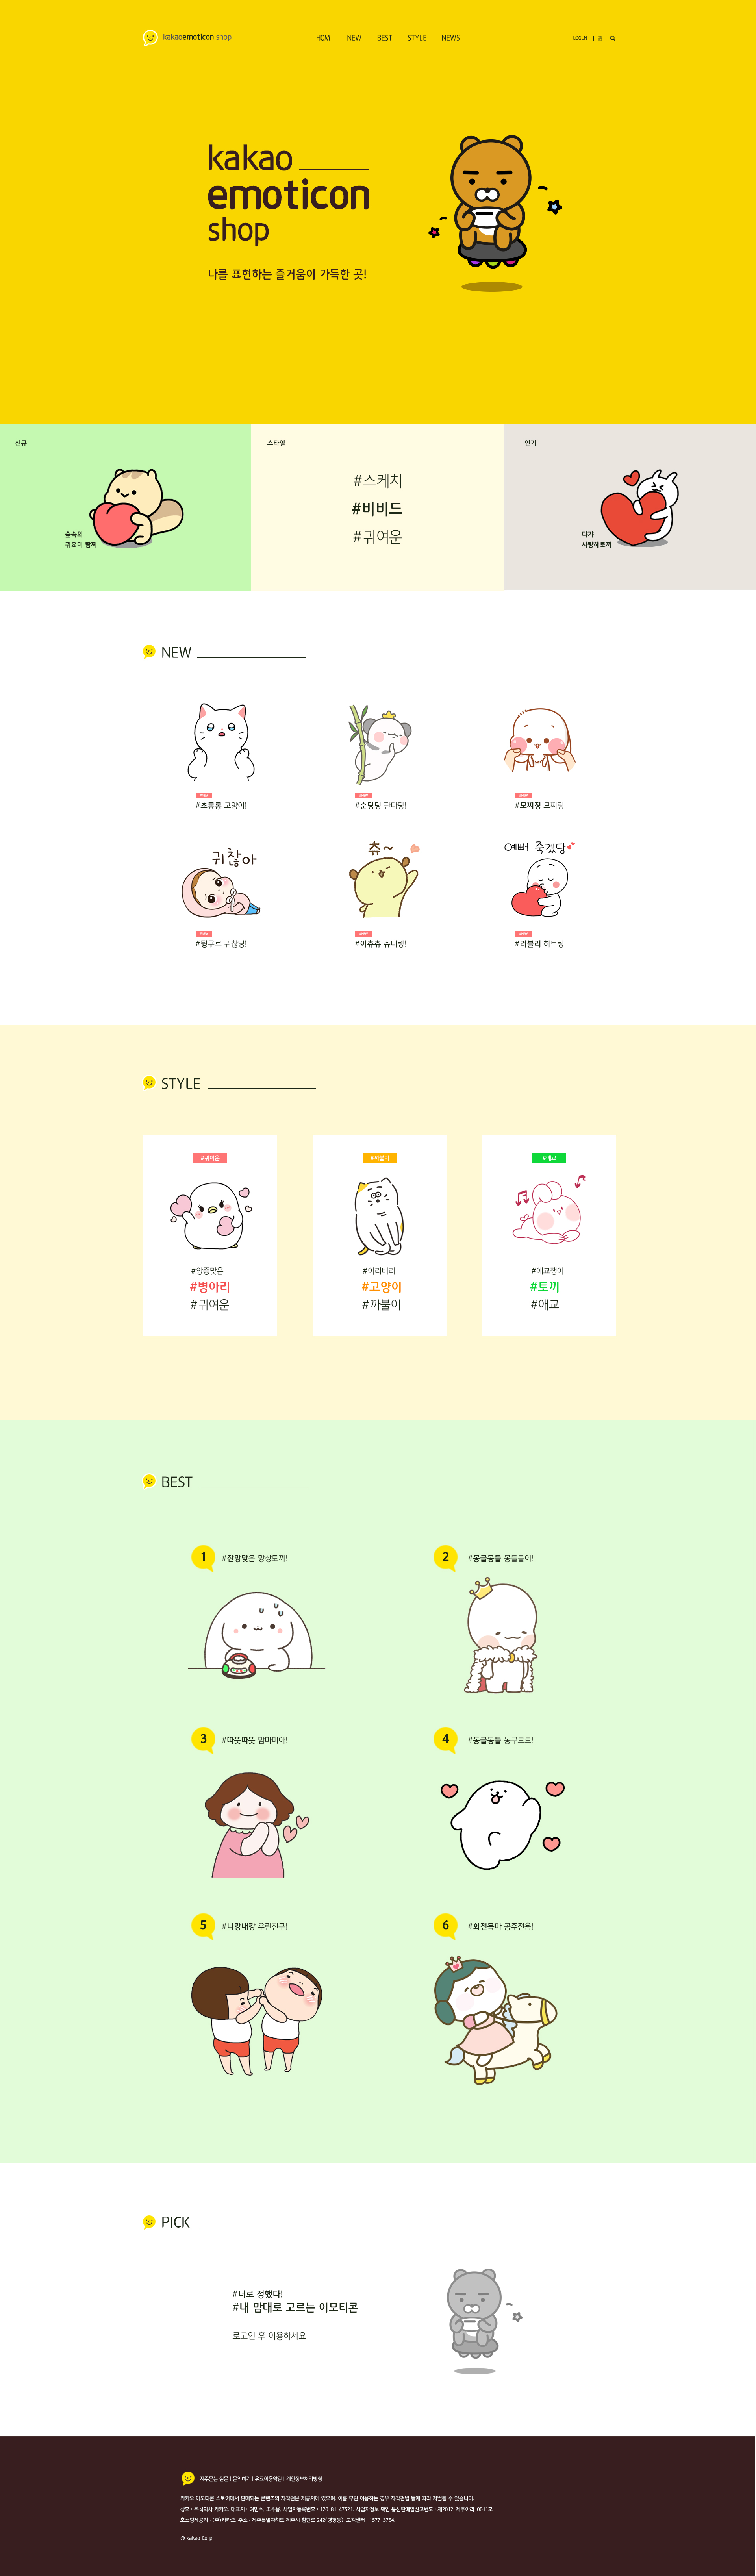 kakaoemoticon shop
HOM NEW BEST STYLE NEWS
LOGLN
kakao
emoticon
shop
나를 표현하는 즐거움이 가득한 곳!
신규
숲속의
귀요미 람찌
스타일
#스케치
#비비드
#귀여운
인기
다가
사랑해토끼
NEW
#NEW
#초롱롱 고양이!
#NEW
#순딩딩 판다딩!
#NEW
#모찌징 모찌링!
귀찮아
#NEW
#뒹구르 귀찮닝!
츄~
#NEW
#아츄츄 츄디링!
예뻐 죽겠당
#NEW
#러블리 하트링!
STYLE
#귀여운
#앙증맞은
#병아리
#귀여운
#까불이
#어리버리
#고양이
#까불이
#애교
#애교쟁이
#토끼
#애교
BEST
1 #잔망맞은 망상토끼!
2 #몽글몽들 몽들돌이!
3 #따뜻따뜻 맘마미아!
4 #동글동들 동구르르!
5 #니캉내캉 우린친구!
6 #회전목마 공주전용!
PICK
#너로 정했다!
#내 맘대로 고르는 이모티콘
로고인 후 이용하세요
자주묻는 질문 | 문의하기 | 유료이용약관 | 개인정보처리방침.
카카오 이모티콘 스토어에서 판매되는 콘텐츠의 저작권은 제공처에 있으며, 이를 무단 이용하는 경우 저작권법 등에 따라 처벌될 수 있습니다.
상호 : 주식회사 카카오. 대표자 : 여민수, 조수용. 사업자등록번호 : 120-81-47521. 사업자정보 확인 통신판매업신고번호 : 제2012-제주아라-0011호
호스팅제공자 : (주)카카오. 주소 : 제주특별자치도 제주시 첨단로 242(영평동). 고객센터 : 1577-3754.
© kakao Corp.